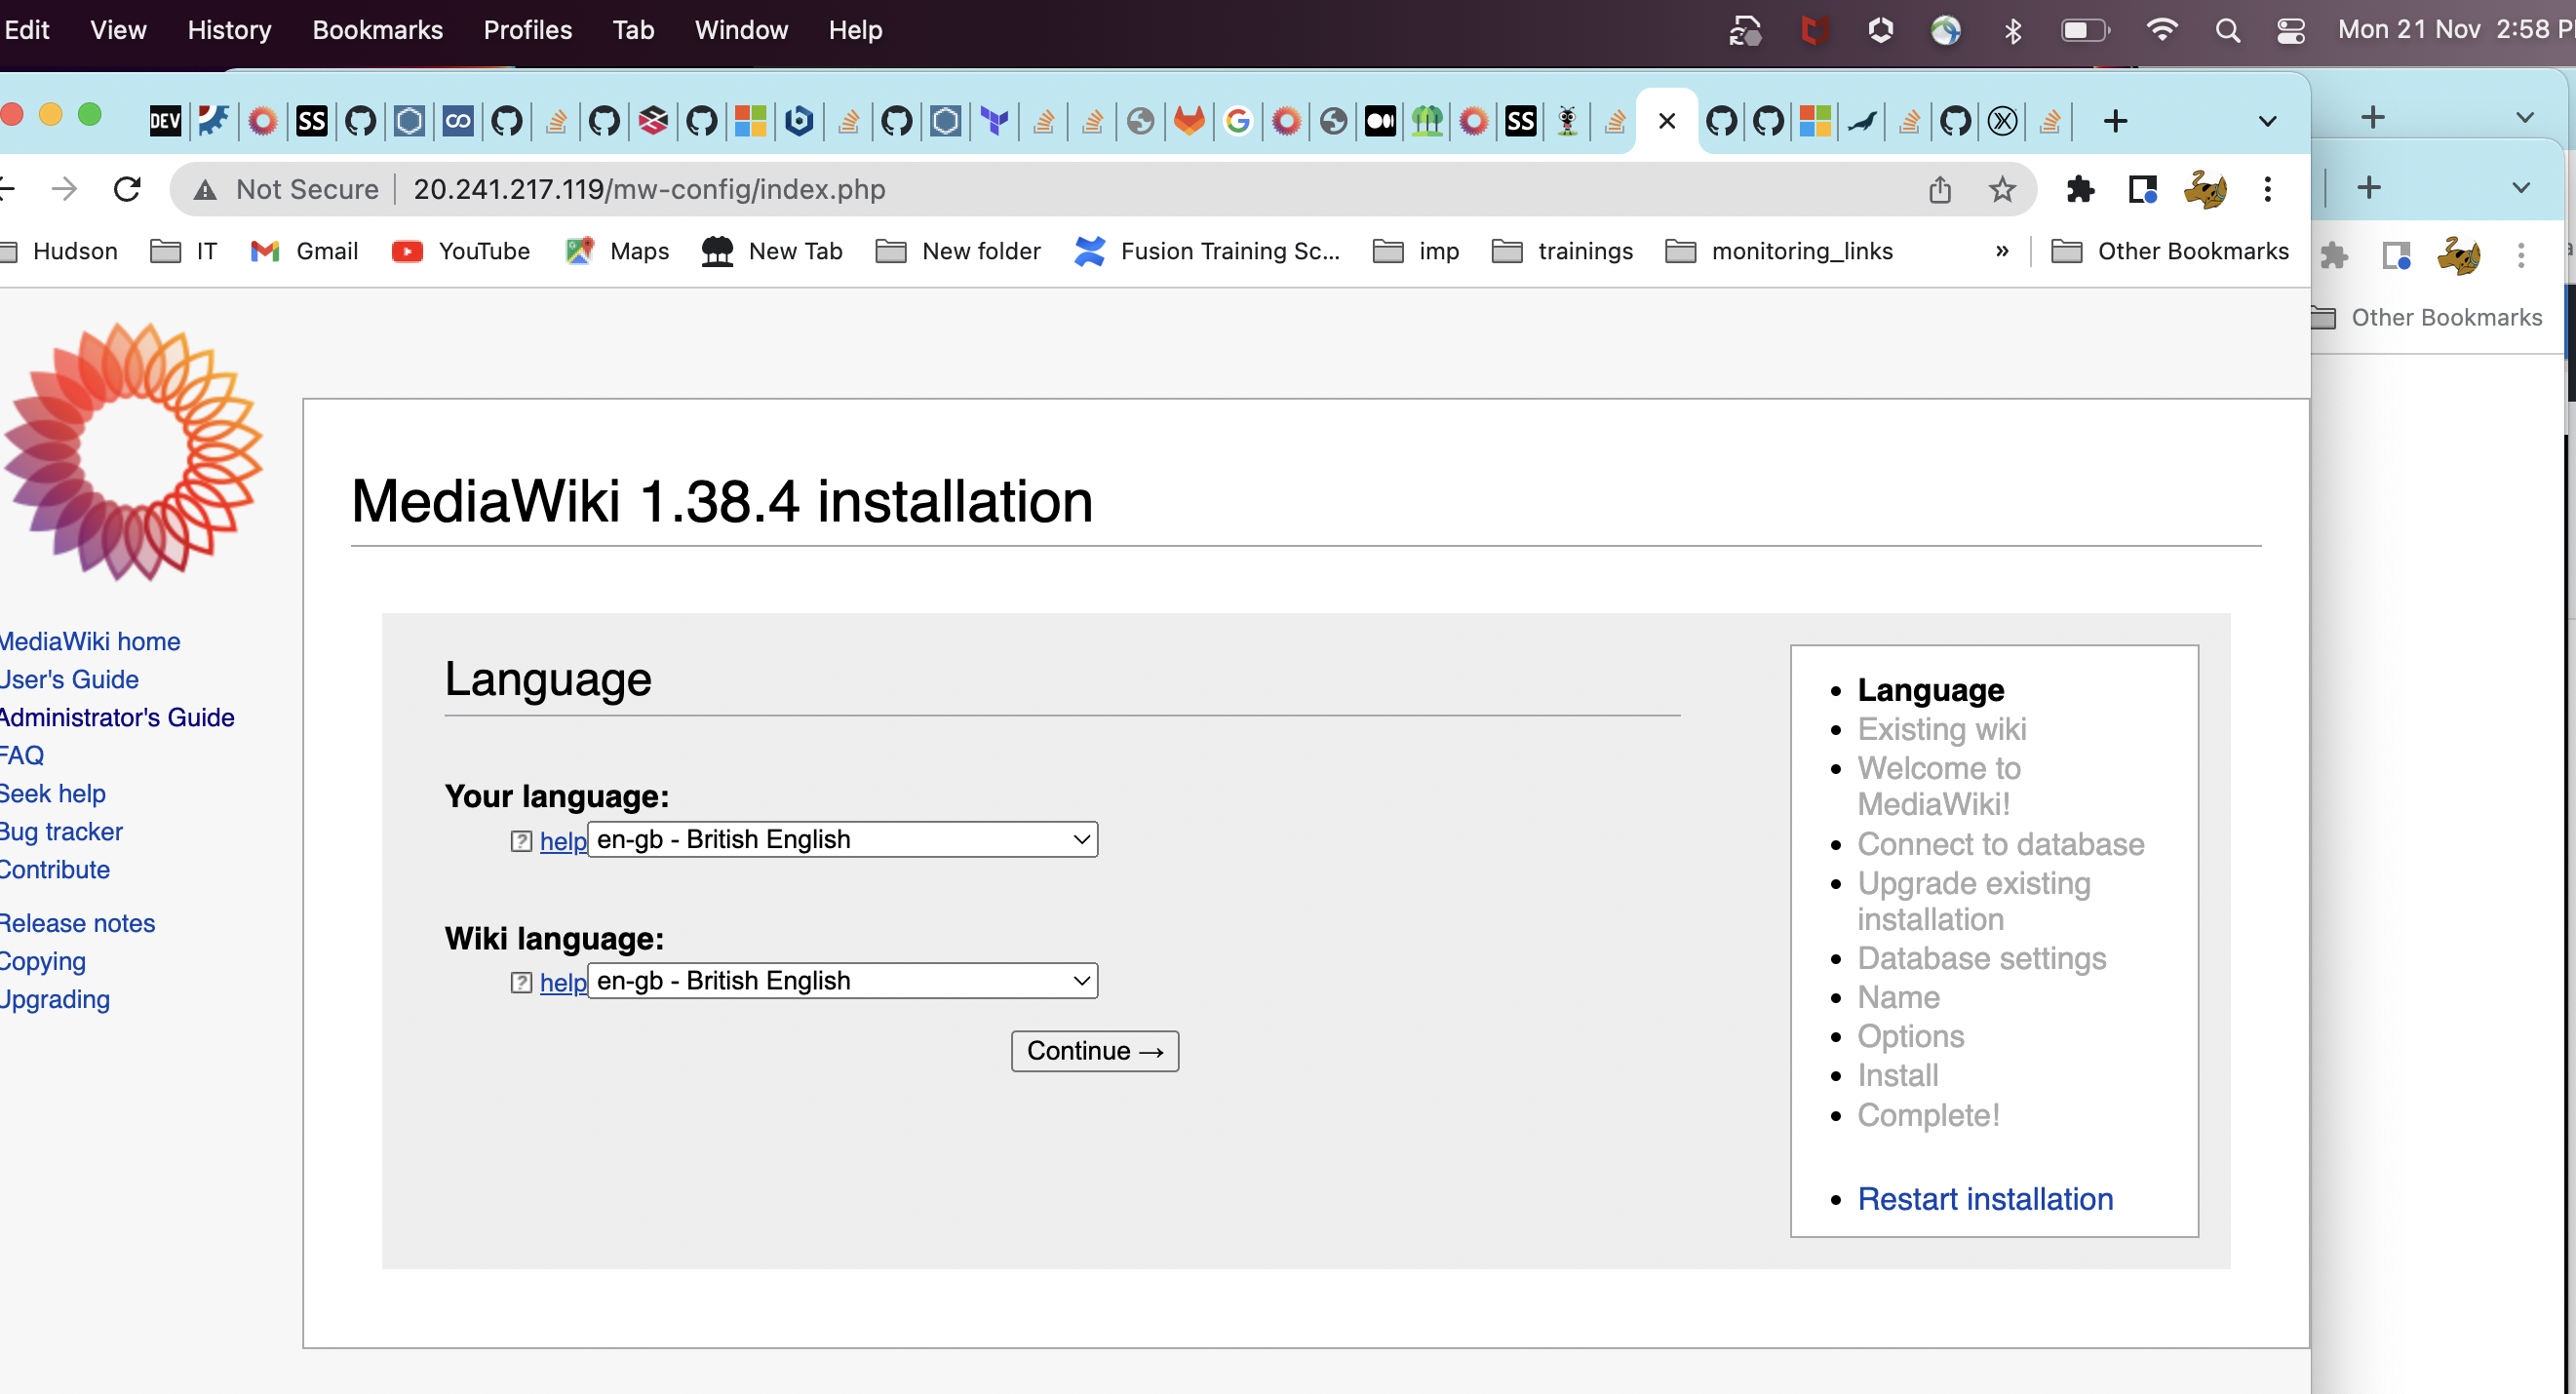 Edit View History Bookmarks Profiles Tab Window Help Mon 21 Nov 2:58 P
DEV SS SS
Not Secure 20.241.217.119/mw-config/index.php
Hudson IT Gmail YouTube Maps New Tab New folder Fusion Training Sc... imp trainings monitoring_links » Other Bookmarks
Other Bookmarks
MediaWiki home
User's Guide
Administrator's Guide
FAQ
Seek help
Bug tracker
Contribute
Release notes
Copying
Upgrading
MediaWiki 1.38.4 installation
Language
Your language:
help en-gb - British English
Wiki language:
help en-gb - British English
Continue →
Language
Existing wiki
Welcome to
MediaWiki!
Connect to database
Upgrade existing
installation
Database settings
Name
Options
Install
Complete!
Restart installation